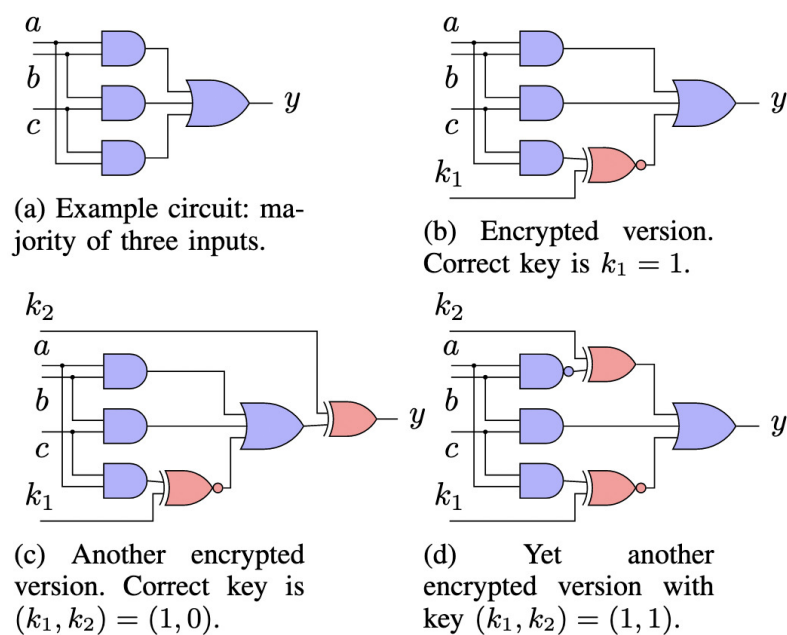 a
b
c
y
(a) Example circuit: ma-
jority of three inputs.
a
b
c
k₁
y
(b) Encrypted version.
Correct key is k₁ = 1.
k₂
a
b
c
k₁
y
(c) Another encrypted
version. Correct key is
(k₁, k₂) = (1, 0).
k₂
a
b
c
k₁
y
(d) Yet another
encrypted version with
key (k₁, k₂) = (1, 1).